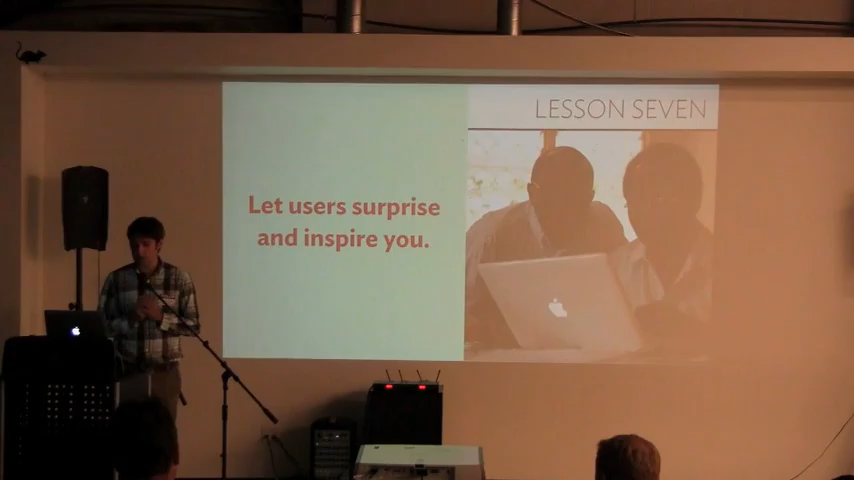 LESSON SEVEN
Let users surprise
and inspire you.